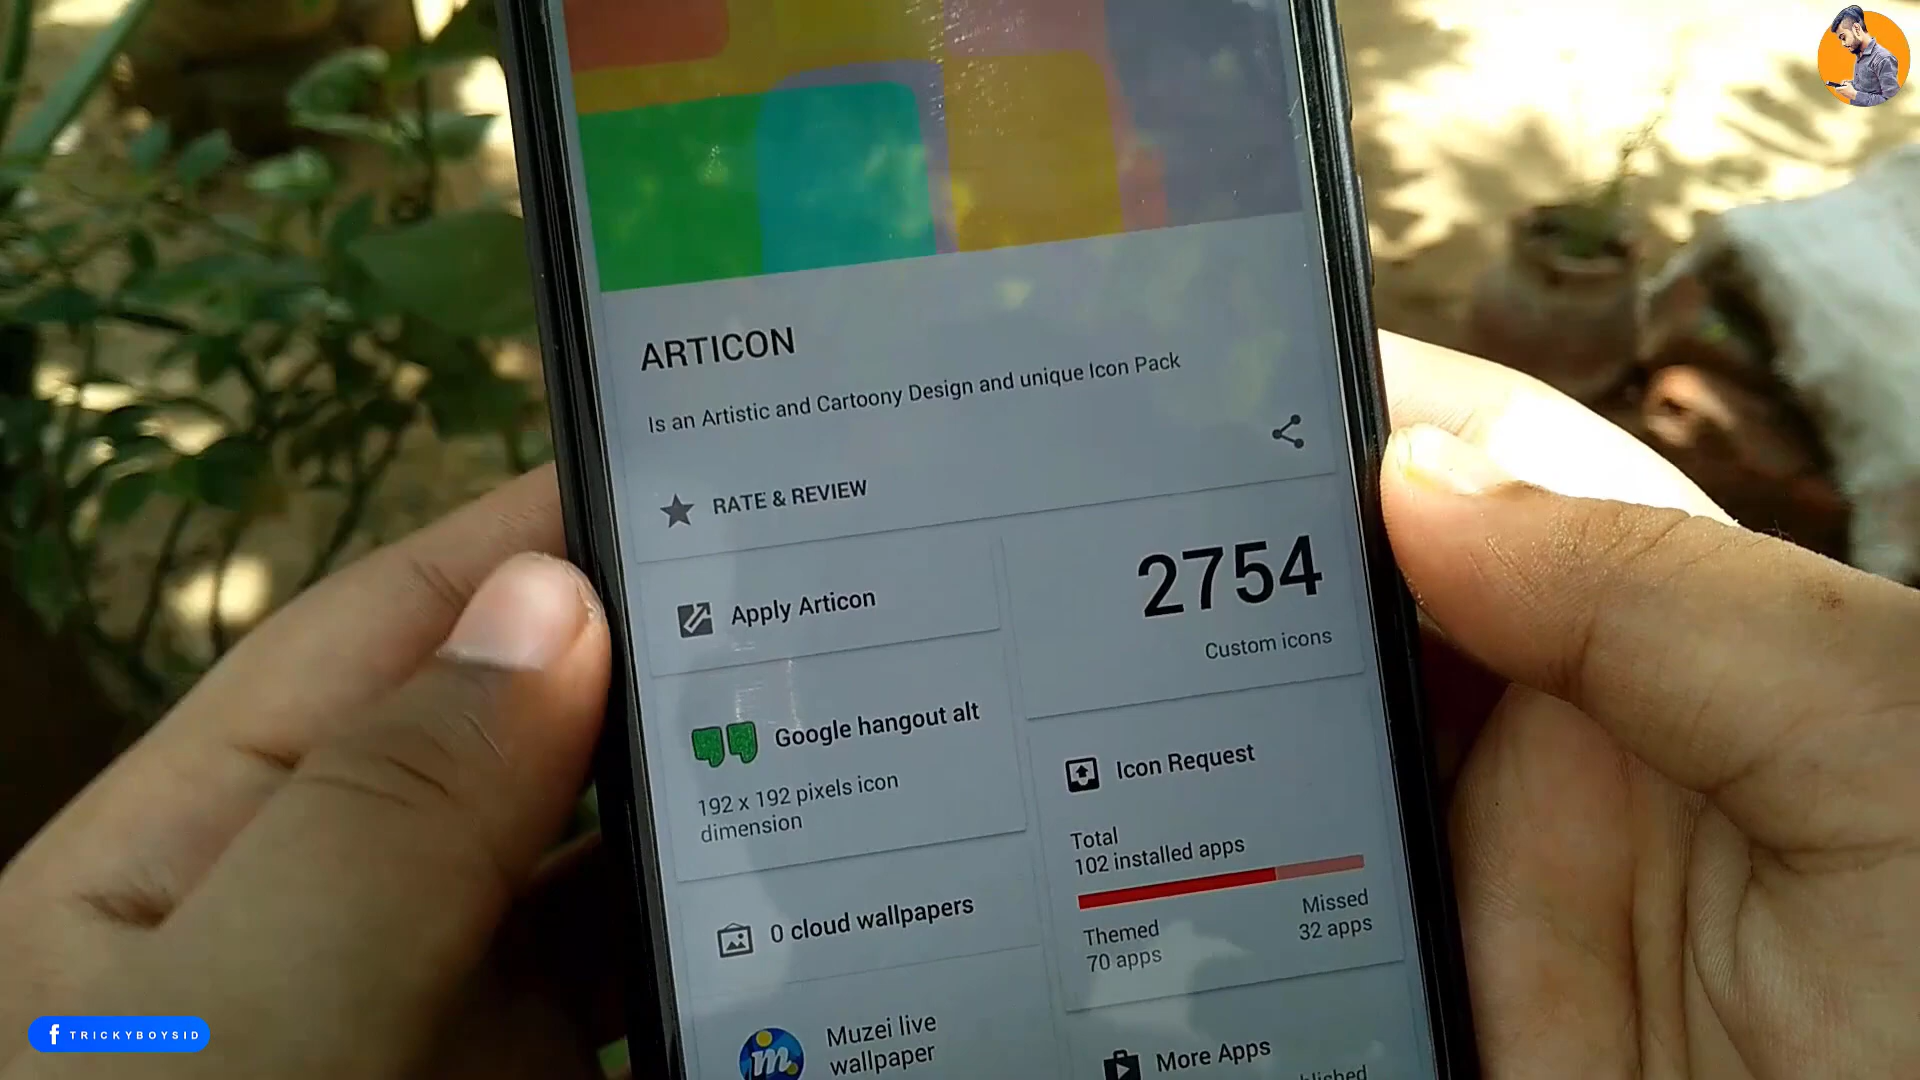 ARTICON
Is an Artistic and Cartoony Design and unique Icon Pack
RATE & REVIEW
Apply Articon
2754
Custom icons
Google hangout alt
192 x 192 pixels icon
dimension
Icon Request
Total
102 installed apps
Themed
70 apps
Missed
32 apps
0 cloud wallpapers
Muzei live
wallpaper
m
More Apps
f TRICKYBOYSID